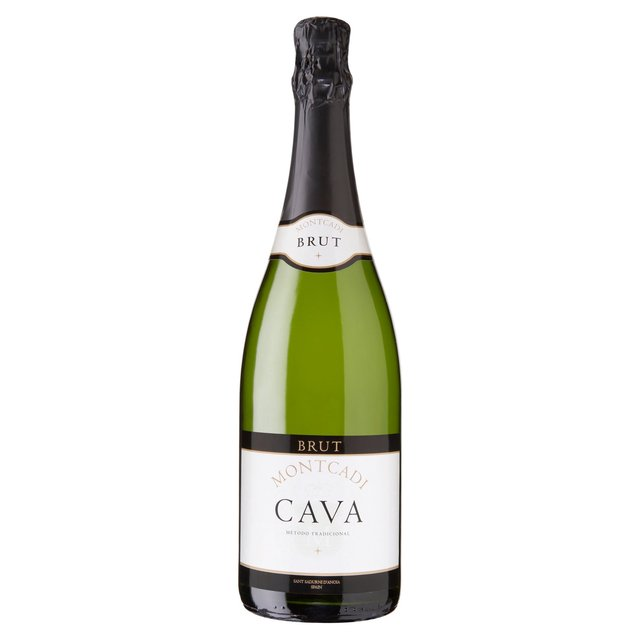 MONTCADI
BRUT
BRUT
MONTCADI
CAVA
METODO TRADICIONAL
SANT SADURNI D'ANOIA
SPAIN